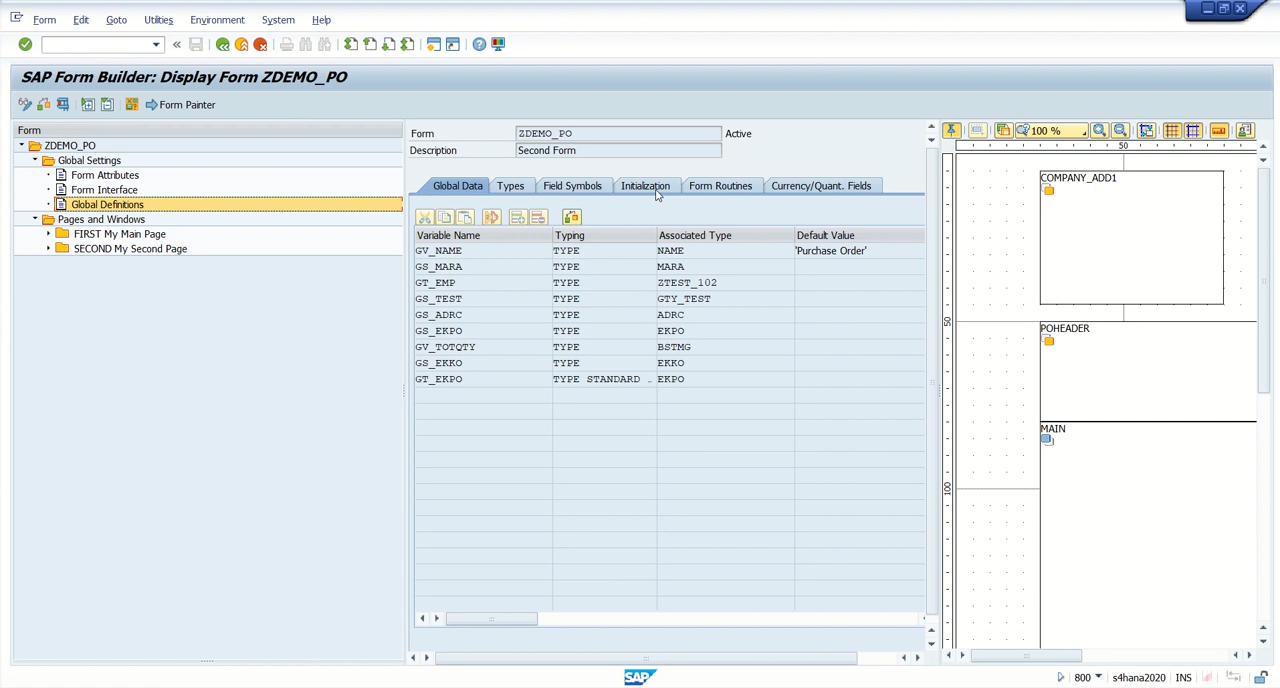 Form Edit Goto Utilities Environment System Help
SAP Form Builder: Display Form ZDEMO_PO
Form Painter
Form
ZDEMO_PO
Global Settings
Form Attributes
Form Interface
Global Definitions
Pages and Windows
FIRST My Main Page
SECOND My Second Page
Form ZDEMO_PO Active
Description Second Form
Global Data Types Field Symbols Initialization Form Routines Currency/Quant. Fields
Variable Name Typing Associated Type Default Value
GV_NAME TYPE NAME 'Purchase Order'
GS_MARA TYPE MARA
GT_EMP TYPE ZTEST_102
GS_TEST TYPE GTY_TEST
GS_ADRC TYPE ADRC
GS_EKPO TYPE EKPO
GV_TOTQTY TYPE BSTMG
GS_EKKO TYPE EKKO
GT_EKPO TYPE STANDARD … EKPO
100 %
50
COMPANY_ADD1
50
POHEADER
MAIN
100
SAP
800 s4hana2020 INS